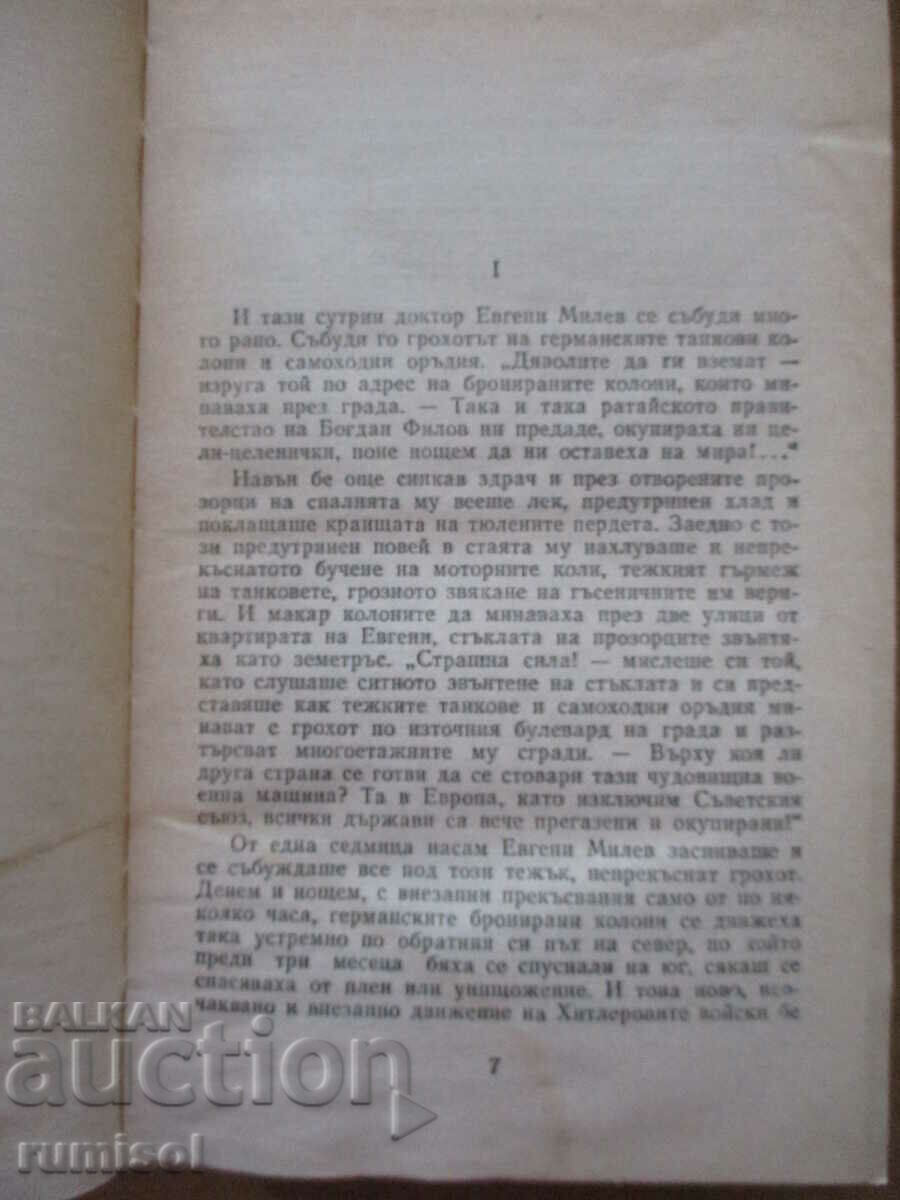 I
И тази сутрин доктор Евгени Милев се събуди мно-
го рано. Събуди го грохотът на германските танкови ко-
лони и самоходни оръдия. „Дяволите да ги вземат —
изруга той по адрес на бронираните колони, които ми-
наваха през града. — Така и така ратайското прави-
телство на Богдан Филов ни предаде, окупираха ни це-
ли-целенички, поне нощем да ни оставеха на мира!..."
Навън бе още синкав здрач и през отворените про-
зорци на спалнята му вееше лек, предутринен хлад и
поклащаше краищата на тюлените пердета. Заедно с то-
зи предутринен повей в стаята му нахлуваше и непре-
къснатото бучене на моторните коли, тежкият гърмеж
на танковете, грозното звякане на гъсеничните им вери-
ги. И макар колоните да минаваха през две улици от
квартирата на Евгени, стъклата на прозорците звънтя-
ха като земетръс. „Страшна сила! — мислеше си той,
като слушаше ситното звънтене на стъклата и си пред-
ставяше как тежките танкове и самоходни оръдия ми-
нават с грохот по източния булевард на града и раз-
търсват многоетажните му сгради. — Върху коя ли
друга страна се готви да се стовари тази чудовищна во-
енна машина? Та в Европа, като изключим Съветския
съюз, всички държави са вече прегазени и окупирани!"
От една седмица насам Евгени Милев заспиваше и
се събуждаше все под този тежък, непрекъснат грохот.
Денем и нощем, с внезапни прекъсвания само от по ня-
колко часа, германските бронирани колони се движеха
така устремно по обратния си път на север, по който
преди три месеца бяха се спуснали на юг, сякаш се
спасяваха от плен или унищожение. И това ново, нео-
чаквано и внезапно движение на Хитлеровите войски бе
7
BALKAN
auction
rumisol